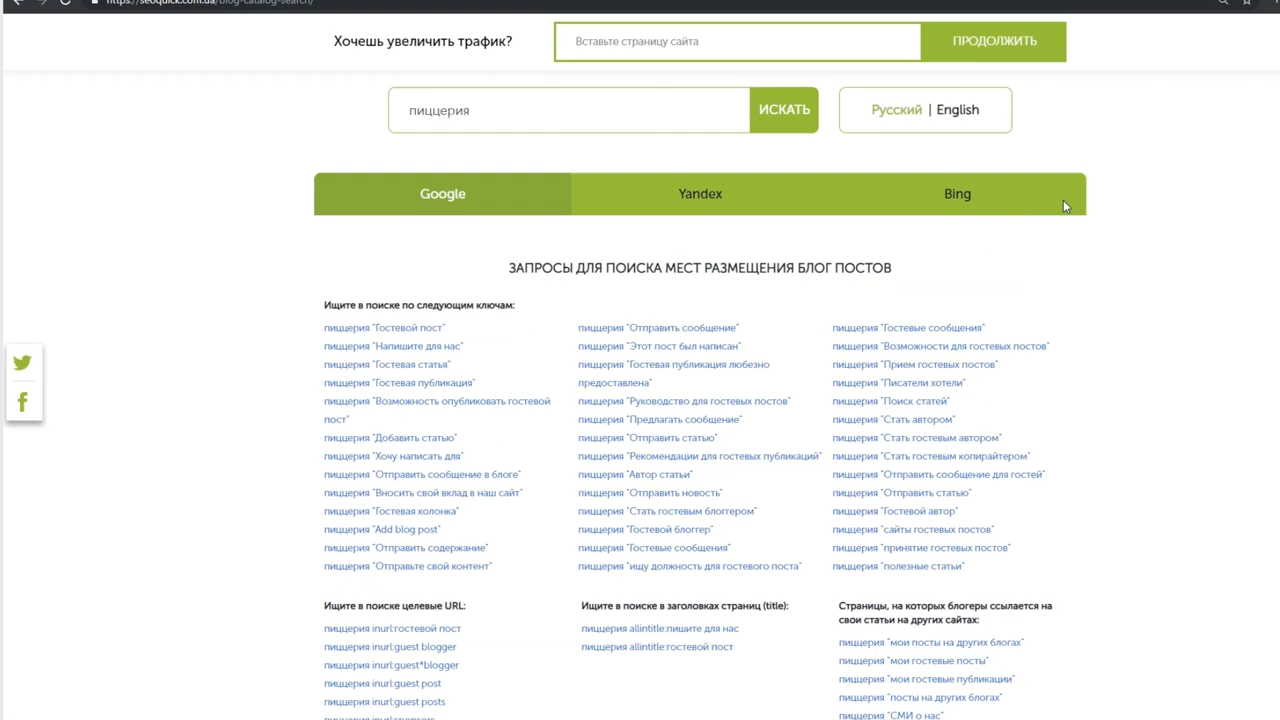 https://seoquick.com.ua/blog-catalog-search/
Хочешь увеличить трафик?
Вставьте страницу сайта
ПРОДОЛЖИТЬ
пиццерия
ИСКАТЬ
Русский | English
Google
Yandex
Bing
ЗАПРОСЫ ДЛЯ ПОИСКА МЕСТ РАЗМЕЩЕНИЯ БЛОГ ПОСТОВ
Ищите в поиске по следующим ключам:
пиццерия "Гостевой пост"
пиццерия "Напишите для нас"
пиццерия "Гостевая статья"
пиццерия "Гостевая публикация"
пиццерия "Возможность опубликовать гостевой
пост"
пиццерия "Добавить статью"
пиццерия "Хочу написать для"
пиццерия "Отправить сообщение в блоге"
пиццерия "Вносить свой вклад в наш сайт"
пиццерия "Гостевая колонка"
пиццерия "Add blog post"
пиццерия "Отправить содержание"
пиццерия "Отправьте свой контент"
пиццерия "Отправить сообщение"
пиццерия "Этот пост был написан"
пиццерия "Гостевая публикация любезно
предоставлена"
пиццерия "Руководство для гостевых постов"
пиццерия "Предлагать сообщение"
пиццерия "Отправить статью"
пиццерия "Рекомендации для гостевых публикаций"
пиццерия "Автор статьи"
пиццерия "Отправить новость"
пиццерия "Стать гостевым блоггером"
пиццерия "Гостевой блоггер"
пиццерия "Гостевые сообщения"
пиццерия "ищу должность для гостевого поста"
пиццерия "Гостевые сообщения"
пиццерия "Возможности для гостевых постов"
пиццерия "Прием гостевых постов"
пиццерия "Писатели хотели"
пиццерия "Поиск статей"
пиццерия "Стать автором"
пиццерия "Стать гостевым автором"
пиццерия "Стать гостевым копирайтером"
пиццерия "Отправить сообщение для гостей"
пиццерия "Отправить статью"
пиццерия "Гостевой автор"
пиццерия "сайты гостевых постов"
пиццерия "принятие гостевых постов"
пиццерия "полезные статьи"
Ищите в поиске целевые URL:
пиццерия inurl:гостевой пост
пиццерия inurl:guest blogger
пиццерия inurl:guest*blogger
пиццерия inurl:guest post
пиццерия inurl:guest posts
пиццерия inurl:sponsors
Ищите в поиске в заголовках страниц (title):
пиццерия allintitle:пишите для нас
пиццерия allintitle:гостевой пост
Страницы, на которых блогеры ссылается на
свои статьи на других сайтах:
пиццерия "мои посты на других блогах"
пиццерия "мои гостевые посты"
пиццерия "мои гостевые публикации"
пиццерия "посты на других блогах"
пиццерия "СМИ о нас"